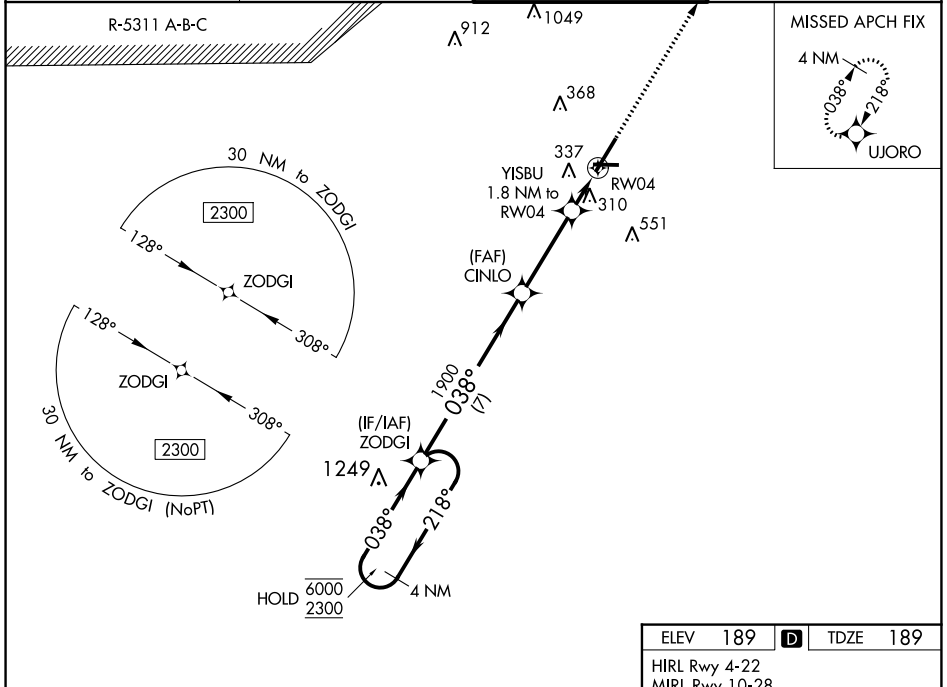 R-5311 A-B-C
912
1049
MISSED APCH FIX
4 NM
038°
218°
UJORO
368
337
YISBU
1.8 NM to
RW04
RW04
310
551
30 NM to ZODGI
2300
128°
ZODGI
308°
(FAF)
CINLO
128°
ZODGI
308°
2300
30 NM to ZODGI (NoPT)
1900
038°
(7)
(IF/IAF)
ZODGI
1249
038°
218°
HOLD 6000
2300
4 NM
ELEV 189 D TDZE 189
HIRL Rwy 4-22
MIRL Rwy 10-28